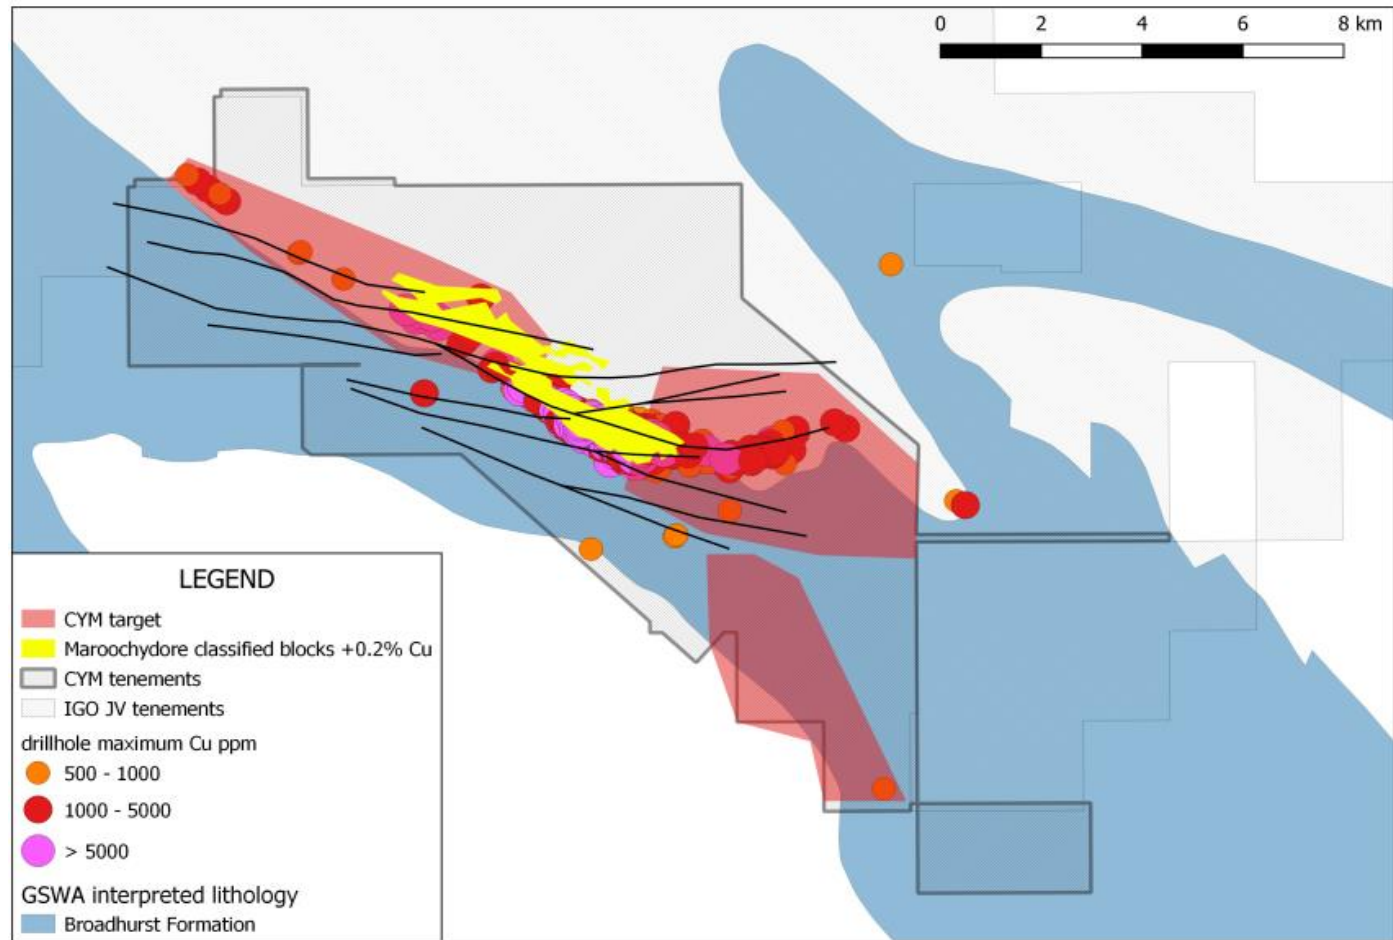 0 2 4 6 8 km
LEGEND
CYM target
Maroochydore classified blocks +0.2% Cu
CYM tenements
IGO JV tenements
drillhole maximum Cu ppm
500 - 1000
1000 - 5000
> 5000
GSWA interpreted lithology
Broadhurst Formation